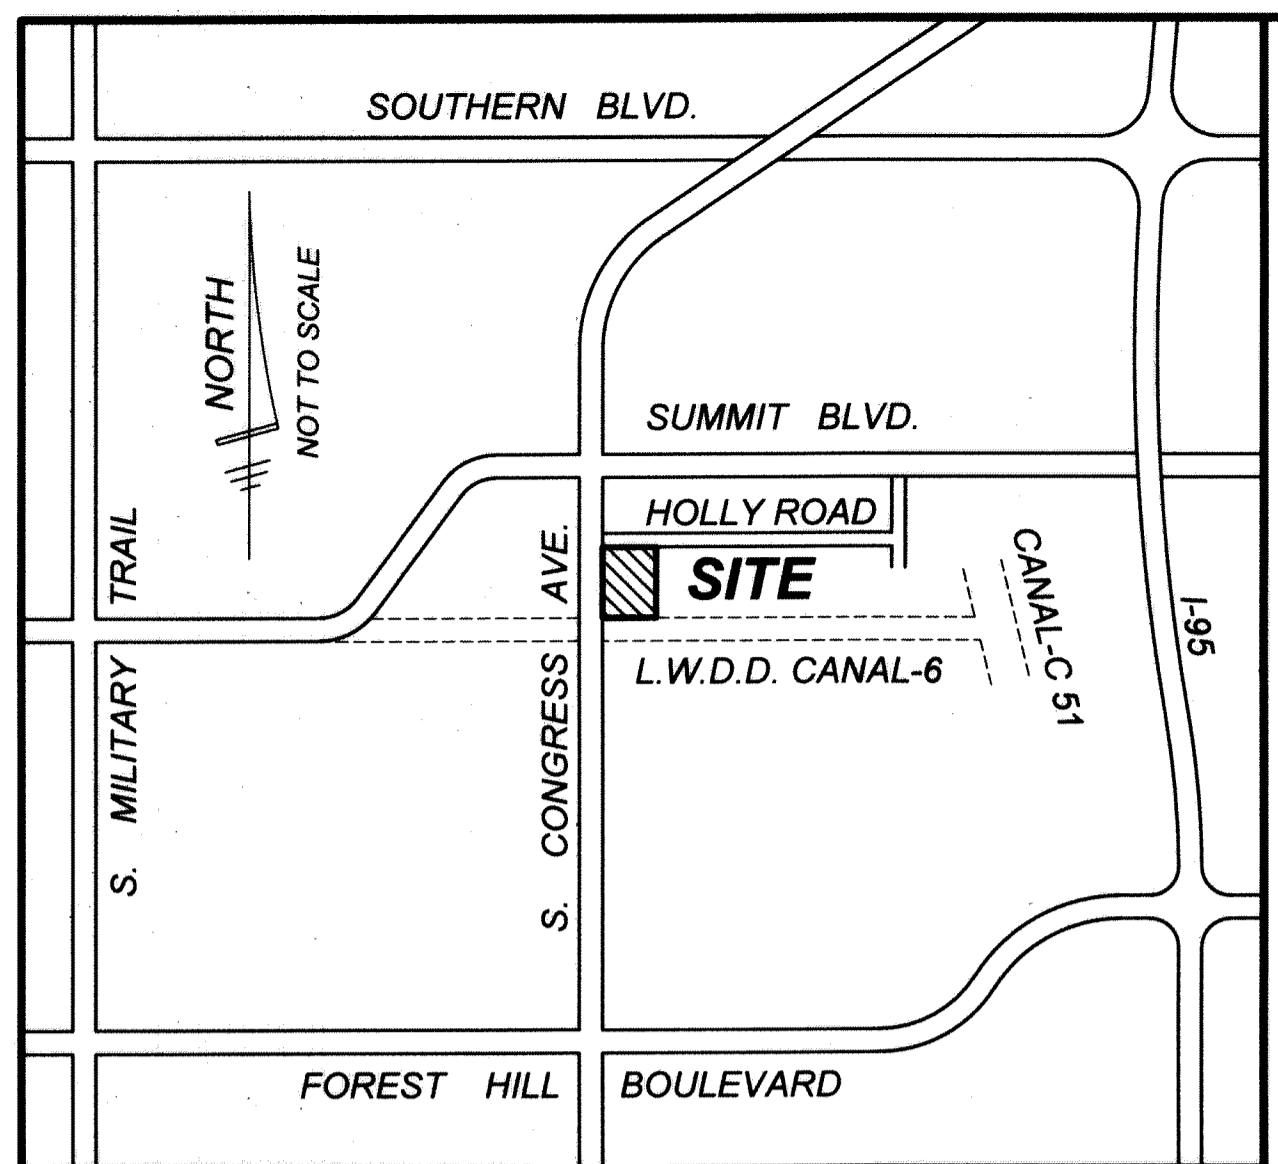 SOUTHERN BLVD.
NORTH
NOT TO SCALE
SUMMIT BLVD.
HOLLY ROAD
SITE
S. MILITARY TRAIL
S. CONGRESS AVE.
CANAL-C 51
I-95
L.W.D.D. CANAL-6
FOREST HILL BOULEVARD